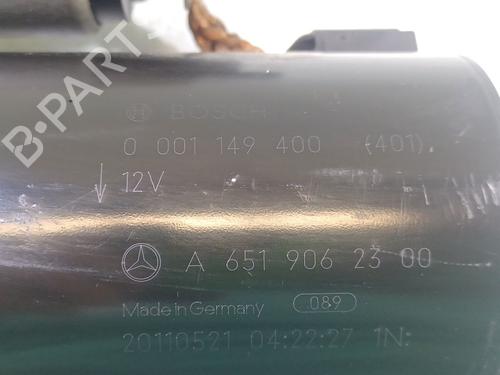 B-PARTS
BOSCH
0 001 149 400 (401)
12V
A 651 906 23 00
Made in Germany 089
20110521 04:22:27 1N: